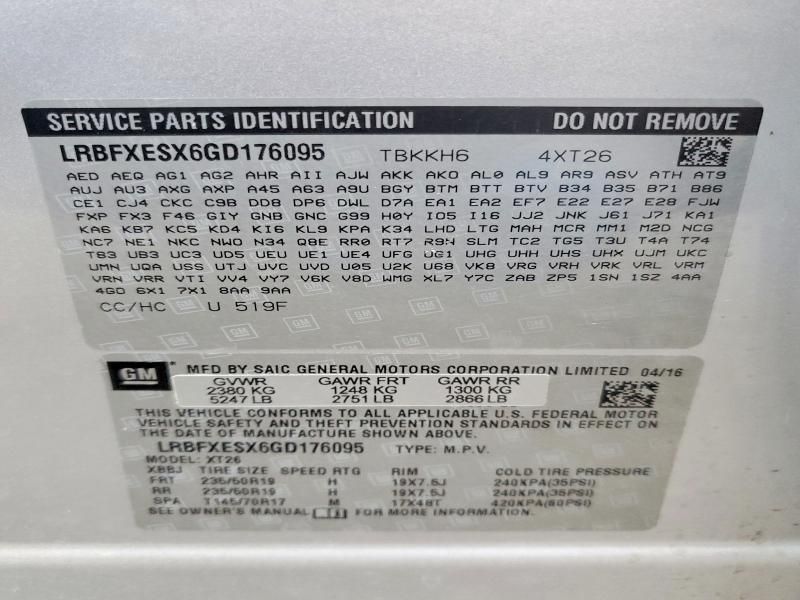 SERVICE PARTS IDENTIFICATION DO NOT REMOVE
LRBFXESX6GD176095 TBKKH6 4XT26
AED AEQ AG1 AG2 AHR AII AJW AKK AKO AL0 AL9 AR9 ASV ATH AT9
AUJ AU3 AXG AXP A45 A63 A9U BGY BTM BTT BTV B34 B35 B71 B86
CE1 CJ4 CKC C9B DD8 DP6 DWL D7A EA1 EA2 EF7 E22 E27 E28 FJW
FXP FX3 F46 GIY GNB GNC G99 H0Y IO5 I16 JJ2 JNK J61 J71 KA1
KA6 KB7 KC5 KD4 KI6 KL9 KPA K34 LHD LTG MAH MCR MM1 M2D NCG
NC7 NE1 NKC NWO N34 Q8E RR0 RT7 R9N SLM TC2 TG5 T3U T4A T74
TB3 UB3 UC3 UD5 UEU UE1 UE4 UFG UG1 UHG UHH UHS UHX UJM UKC
UMN UQA USS UTJ UVC UVD U05 U2K U68 VK8 VRG VRH VRK VRL VRM
VRN VRR VTI VV4 VY7 V6K V8D WMG XL7 Y7C ZAB ZP5 1SN 1SZ 4AA
4G0 6X1 7X1 8AA 9AA
CC/HC U 519F
GM MFD BY SAIC GENERAL MOTORS CORPORATION LIMITED 04/16
GVWR GAWR FRT GAWR RR
2380 KG 1248 KG 1300 KG
5247 LB 2751 LB 2866 LB
THIS VEHICLE CONFORMS TO ALL APPLICABLE U.S. FEDERAL MOTOR
VEHICLE SAFETY AND THEFT PREVENTION STANDARDS IN EFFECT ON
THE DATE OF MANUFACTURE SHOWN ABOVE.
LRBFXESX6GD176095 TYPE: M.P.V.
MODEL: XT26
XBBJ TIRE SIZE SPEED RTG RIM COLD TIRE PRESSURE
FRT 235/50R19 H 19X7.5J 240KPA(35PSI)
RR 235/50R19 H 19X7.5J 240KPA(35PSI)
SPA T145/70R17 M 17X4BT 420KPA(60PSI)
SEE OWNER'S MANUAL FOR MORE INFORMATION